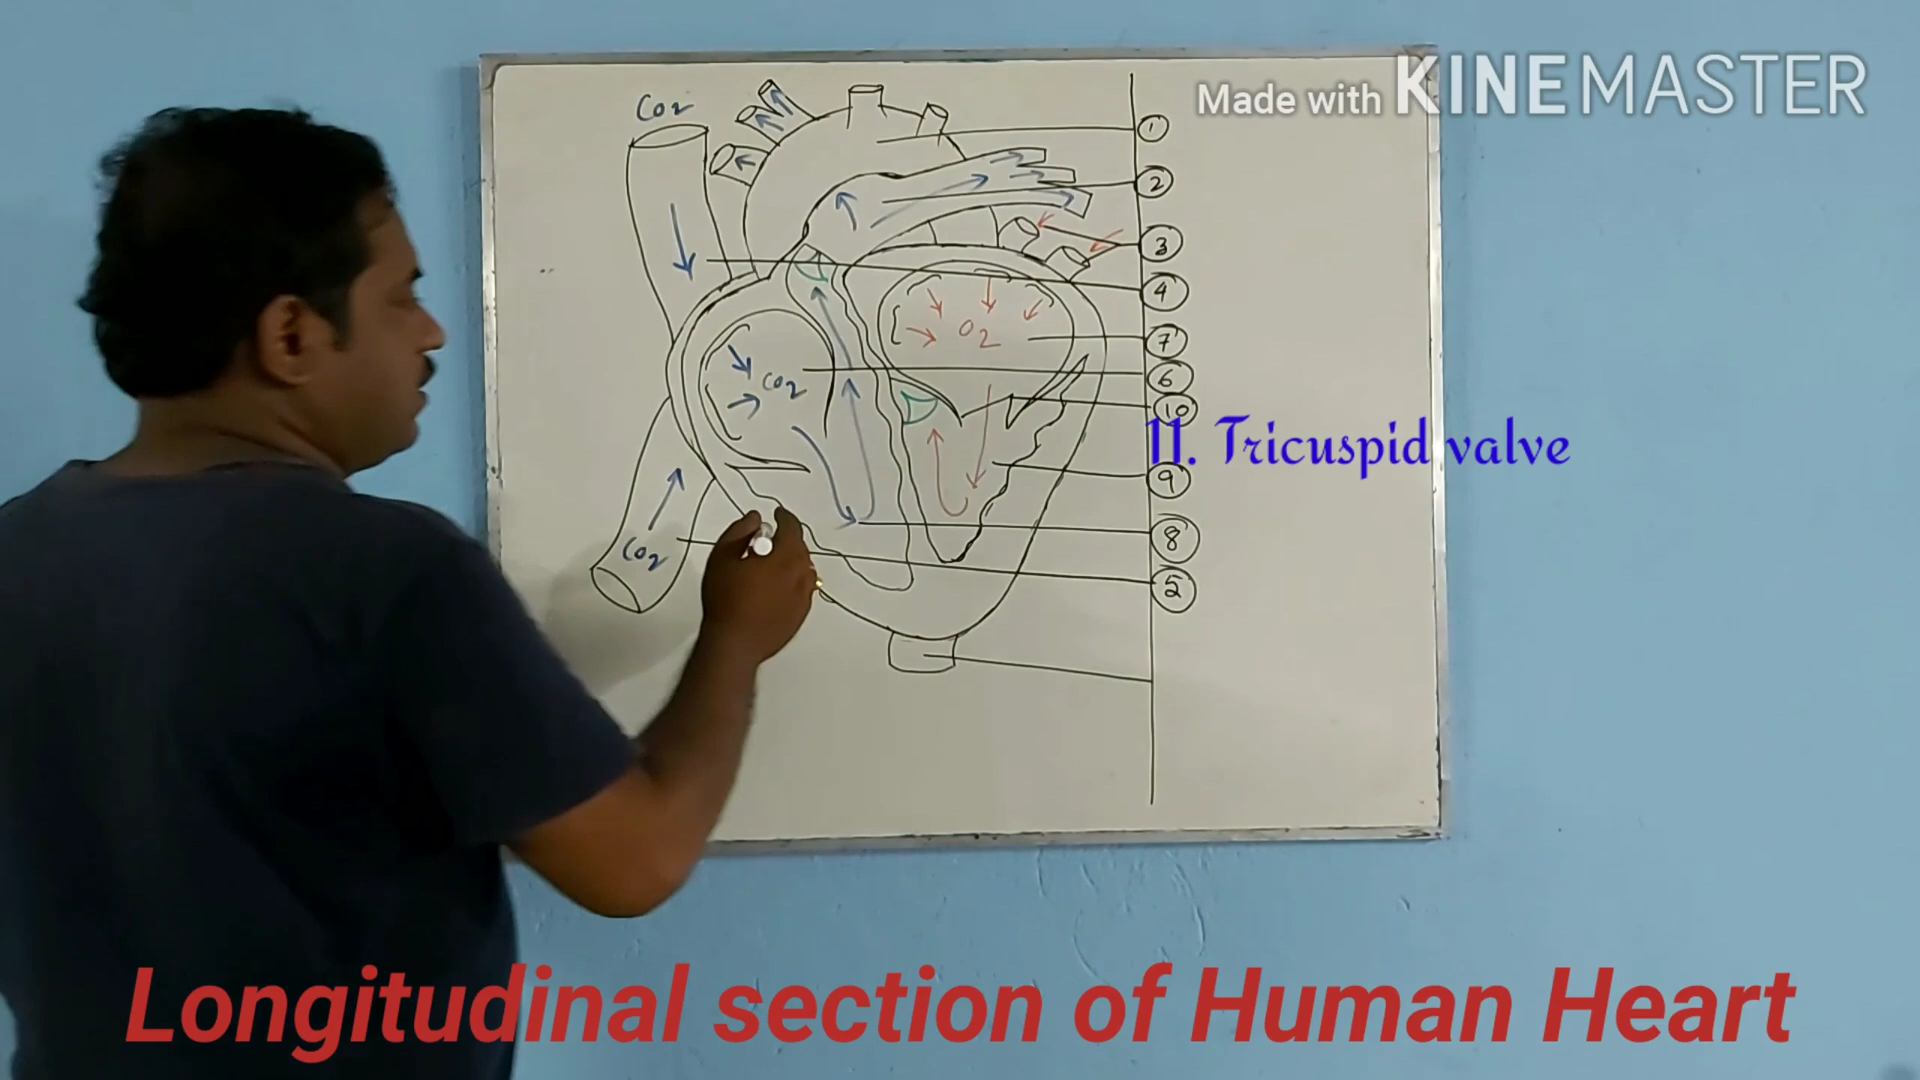 Made with KINEMASTER
CO2
1
2
3
4
O2
7
CO2
6
10
11. Tricuspid valve
9
8
CO2
5
Longitudinal section of Human Heart